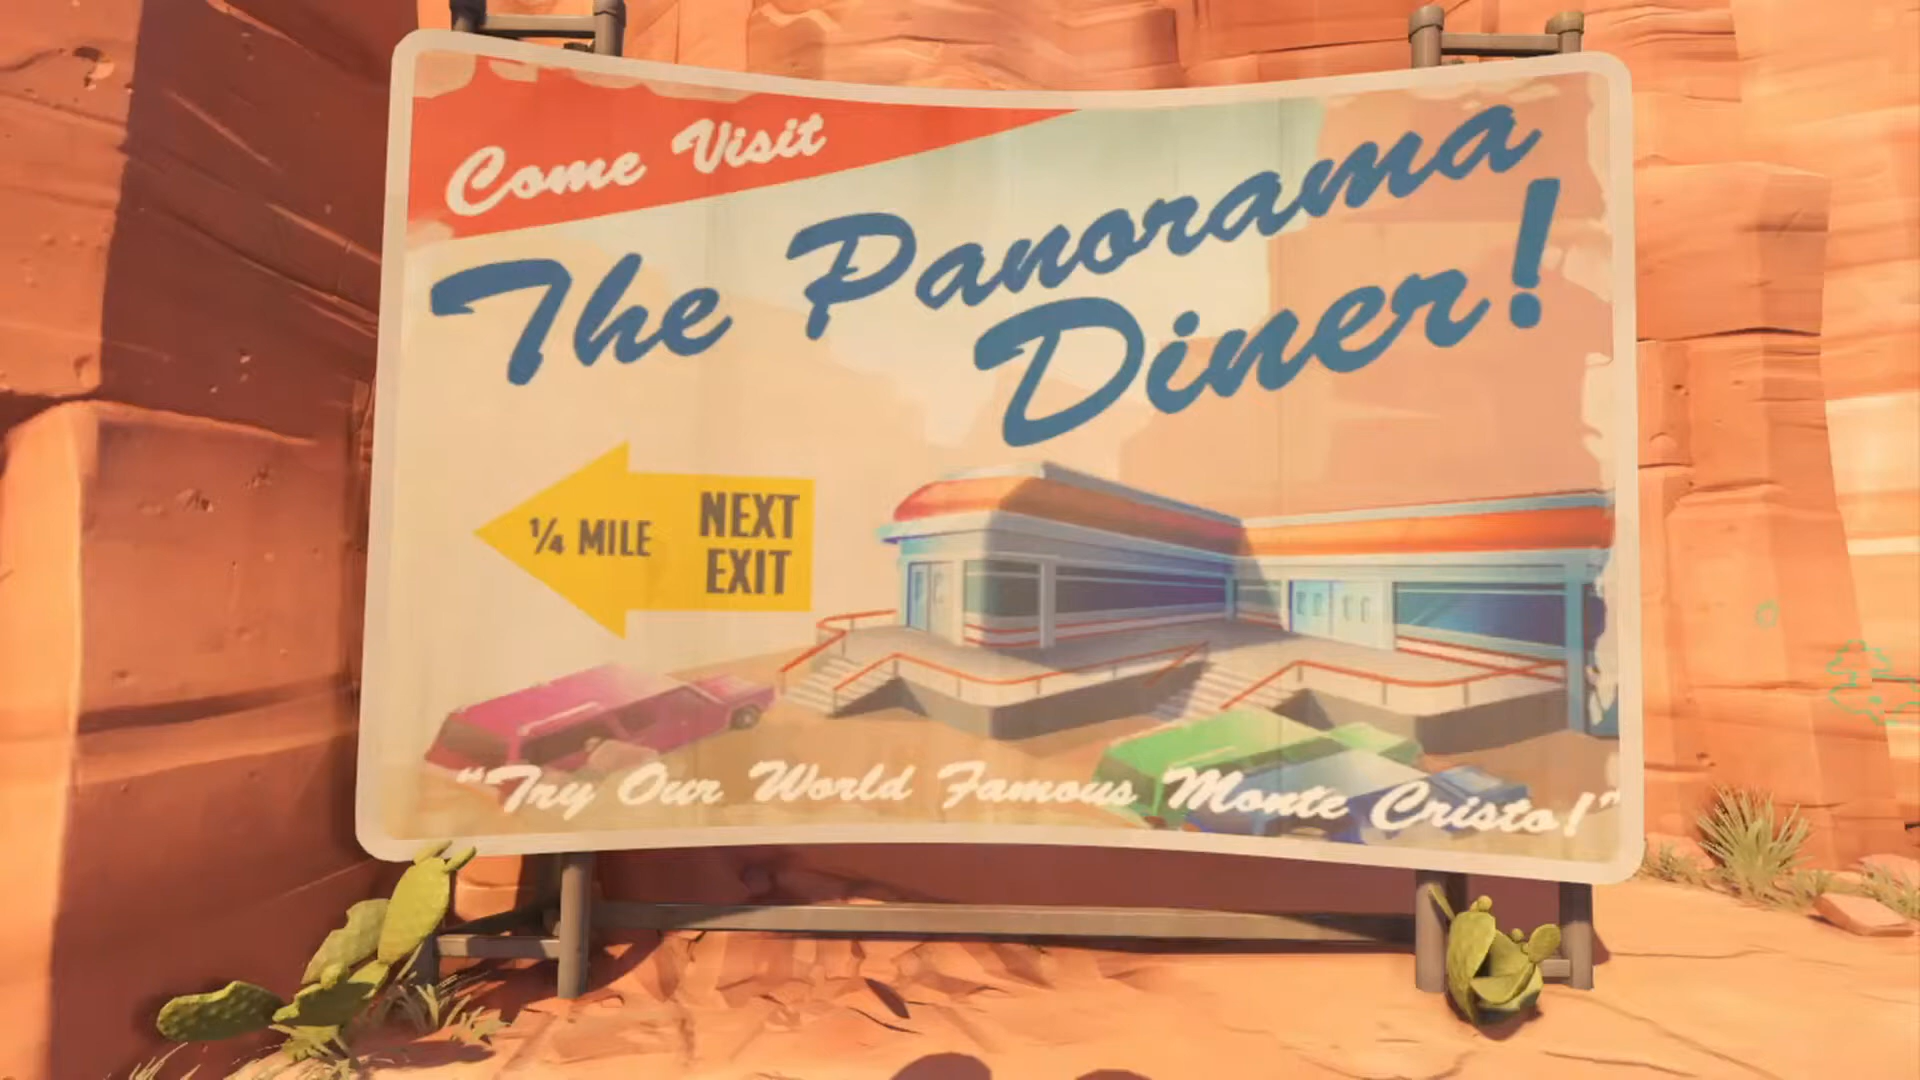 Come Visit
The Panorama
Diner!
¼ MILE
NEXT
EXIT
"Try Our World Famous Monte Cristo!"